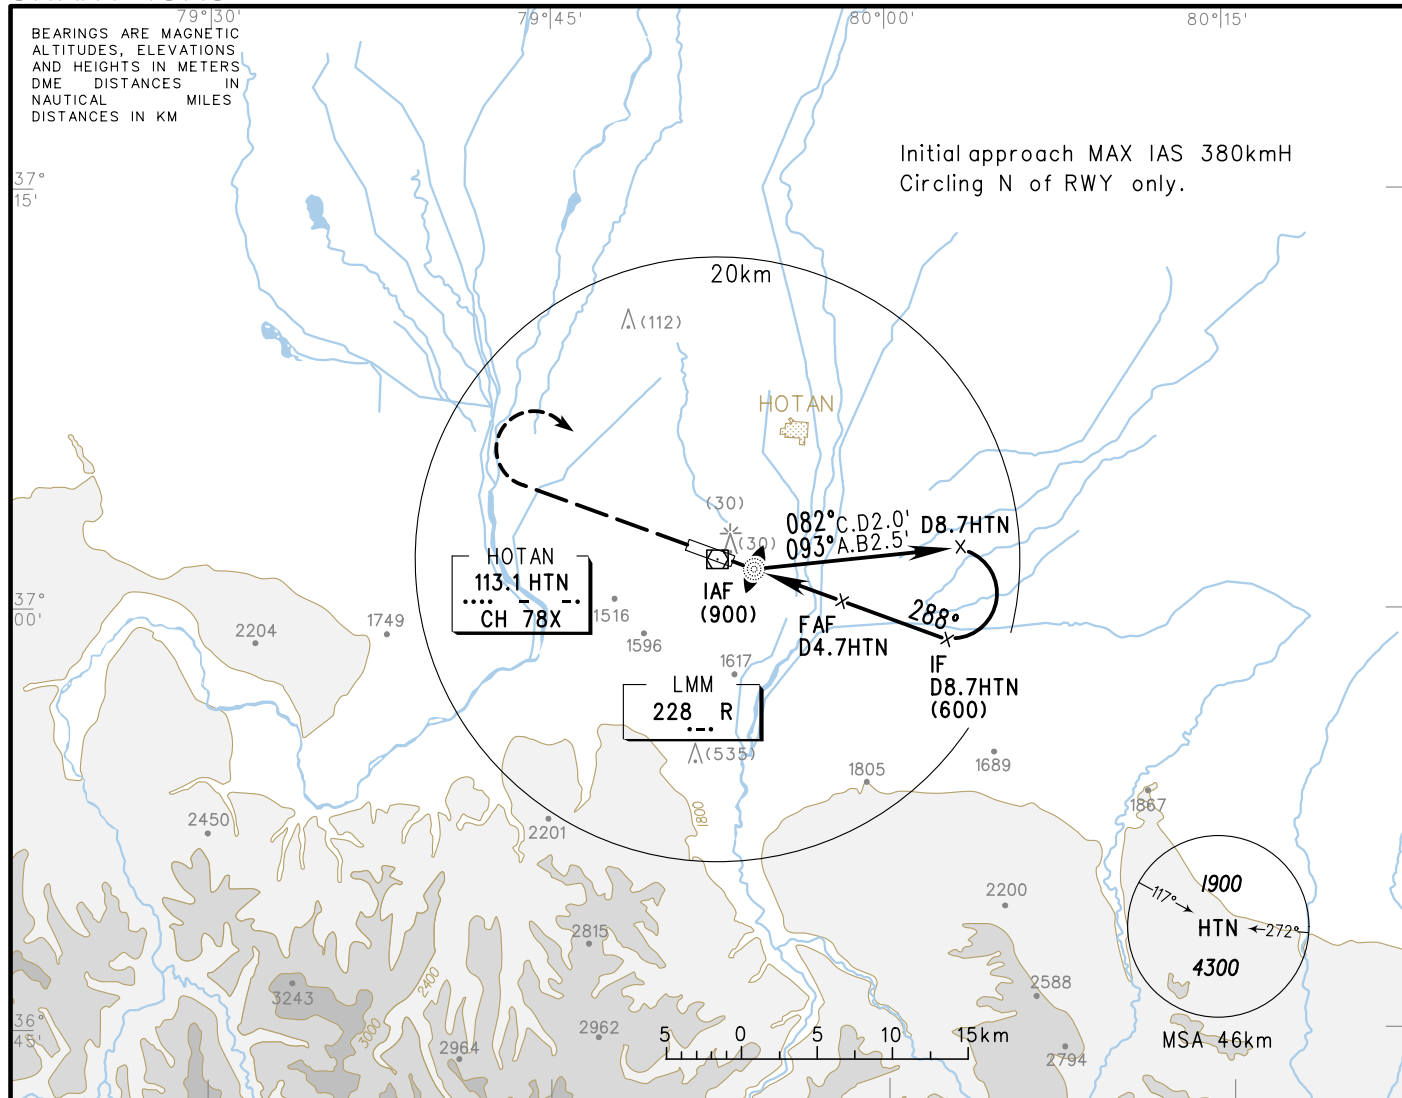 79°30'
79°45'
80°00'
80°15'
BEARINGS ARE MAGNETIC
ALTITUDES, ELEVATIONS
AND HEIGHTS IN METERS
DME DISTANCES IN
NAUTICAL MILES
DISTANCES IN KM
Initial approach MAX IAS 380kmH
Circling N of RWY only.
37°
15'
20km
(112)
HOTAN
(30)
(30)
082° C.D2.0'
093° A.B2.5'
D8.7HTN
HOTAN
113.1 HTN
CH 78X
IAF
(900)
288°
FAF
D4.7HTN
IF
D8.7HTN
(600)
37°
00'
2204
1749
1516
1596
1617
LMM
228 R
(535)
1805
1689
1867
1800
2450
2201
2200
1900
117°
HTN
272°
4300
MSA 46km
2815
2400
3243
3000
2588
2962
2964
2794
36°
45'
5 0 5 10 15km